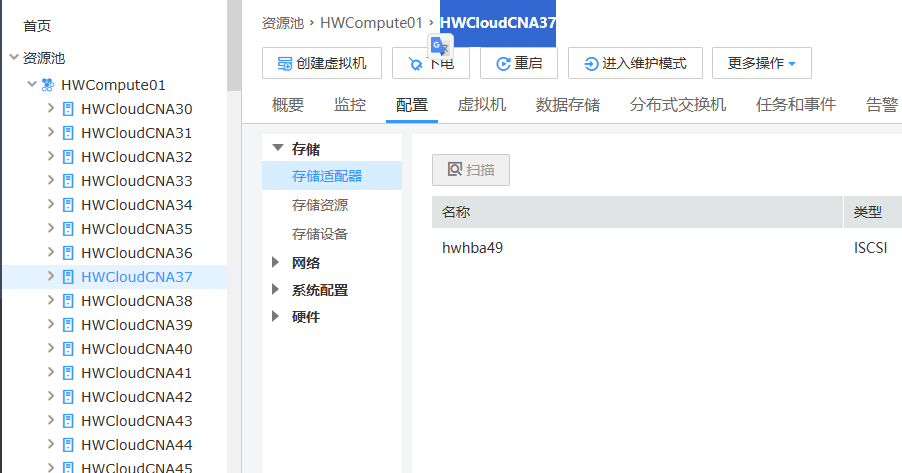 首页
资源池
HWCompute01
HWCloudCNA30
HWCloudCNA31
HWCloudCNA32
HWCloudCNA33
HWCloudCNA34
HWCloudCNA35
HWCloudCNA36
HWCloudCNA37
HWCloudCNA38
HWCloudCNA39
HWCloudCNA40
HWCloudCNA41
HWCloudCNA42
HWCloudCNA43
HWCloudCNA44
HWCloudCNA45
资源池 › HWCompute01 › HWCloudCNA37
创建虚拟机 下电 重启 进入维护模式 更多操作
概要 监控 配置 虚拟机 数据存储 分布式交换机 任务和事件 告警
存储
存储适配器
存储资源
存储设备
网络
系统配置
硬件
扫描
名称 类型
hwhba49 ISCSI